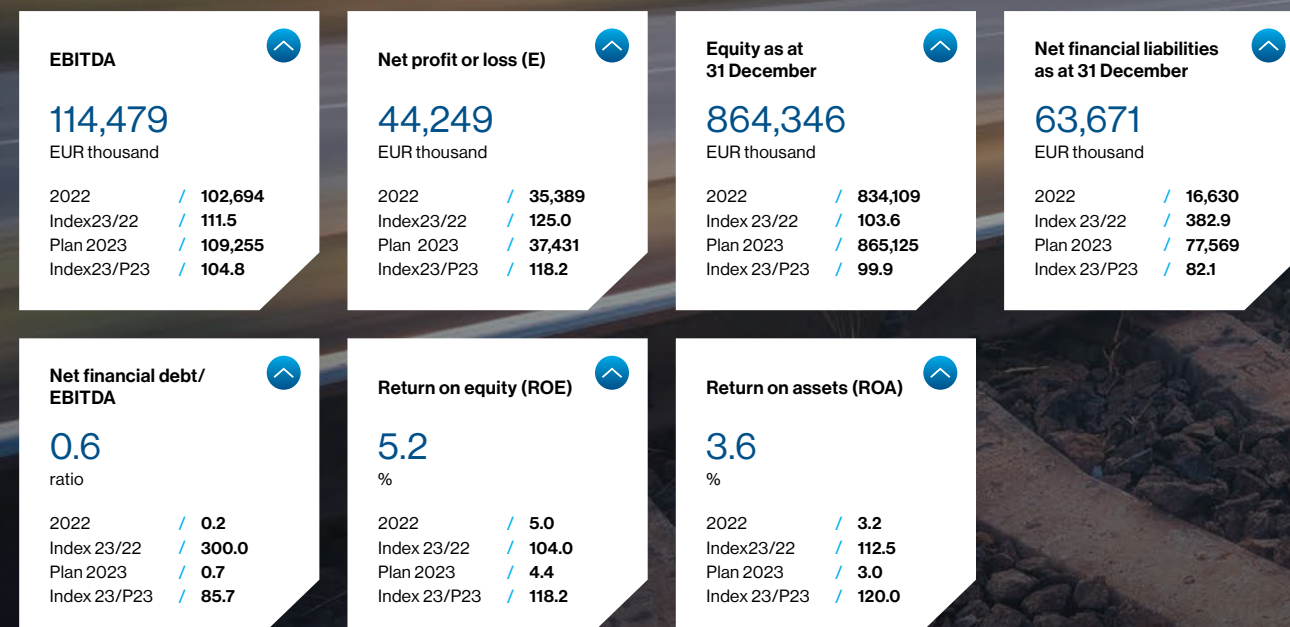 EBITDA
114,479
EUR thousand
2022 / 102,694
Index23/22 / 111.5
Plan 2023 / 109,255
Index23/P23 / 104.8
Net profit or loss (E)
44,249
EUR thousand
2022 / 35,389
Index23/22 / 125.0
Plan 2023 / 37,431
Index23/P23 / 118.2
Equity as at
31 December
864,346
EUR thousand
2022 / 834,109
Index 23/22 / 103.6
Plan 2023 / 865,125
Index 23/P23 / 99.9
Net financial liabilities
as at 31 December
63,671
EUR thousand
2022 / 16,630
Index 23/22 / 382.9
Plan 2023 / 77,569
Index 23/P23 / 82.1
Net financial debt/
EBITDA
0.6
ratio
2022 / 0.2
Index 23/22 / 300.0
Plan 2023 / 0.7
Index 23/P23 / 85.7
Return on equity (ROE)
5.2
%
2022 / 5.0
Index 23/22 / 104.0
Plan 2023 / 4.4
Index 23/P23 / 118.2
Return on assets (ROA)
3.6
%
2022 / 3.2
Index23/22 / 112.5
Plan 2023 / 3.0
Index 23/P23 / 120.0